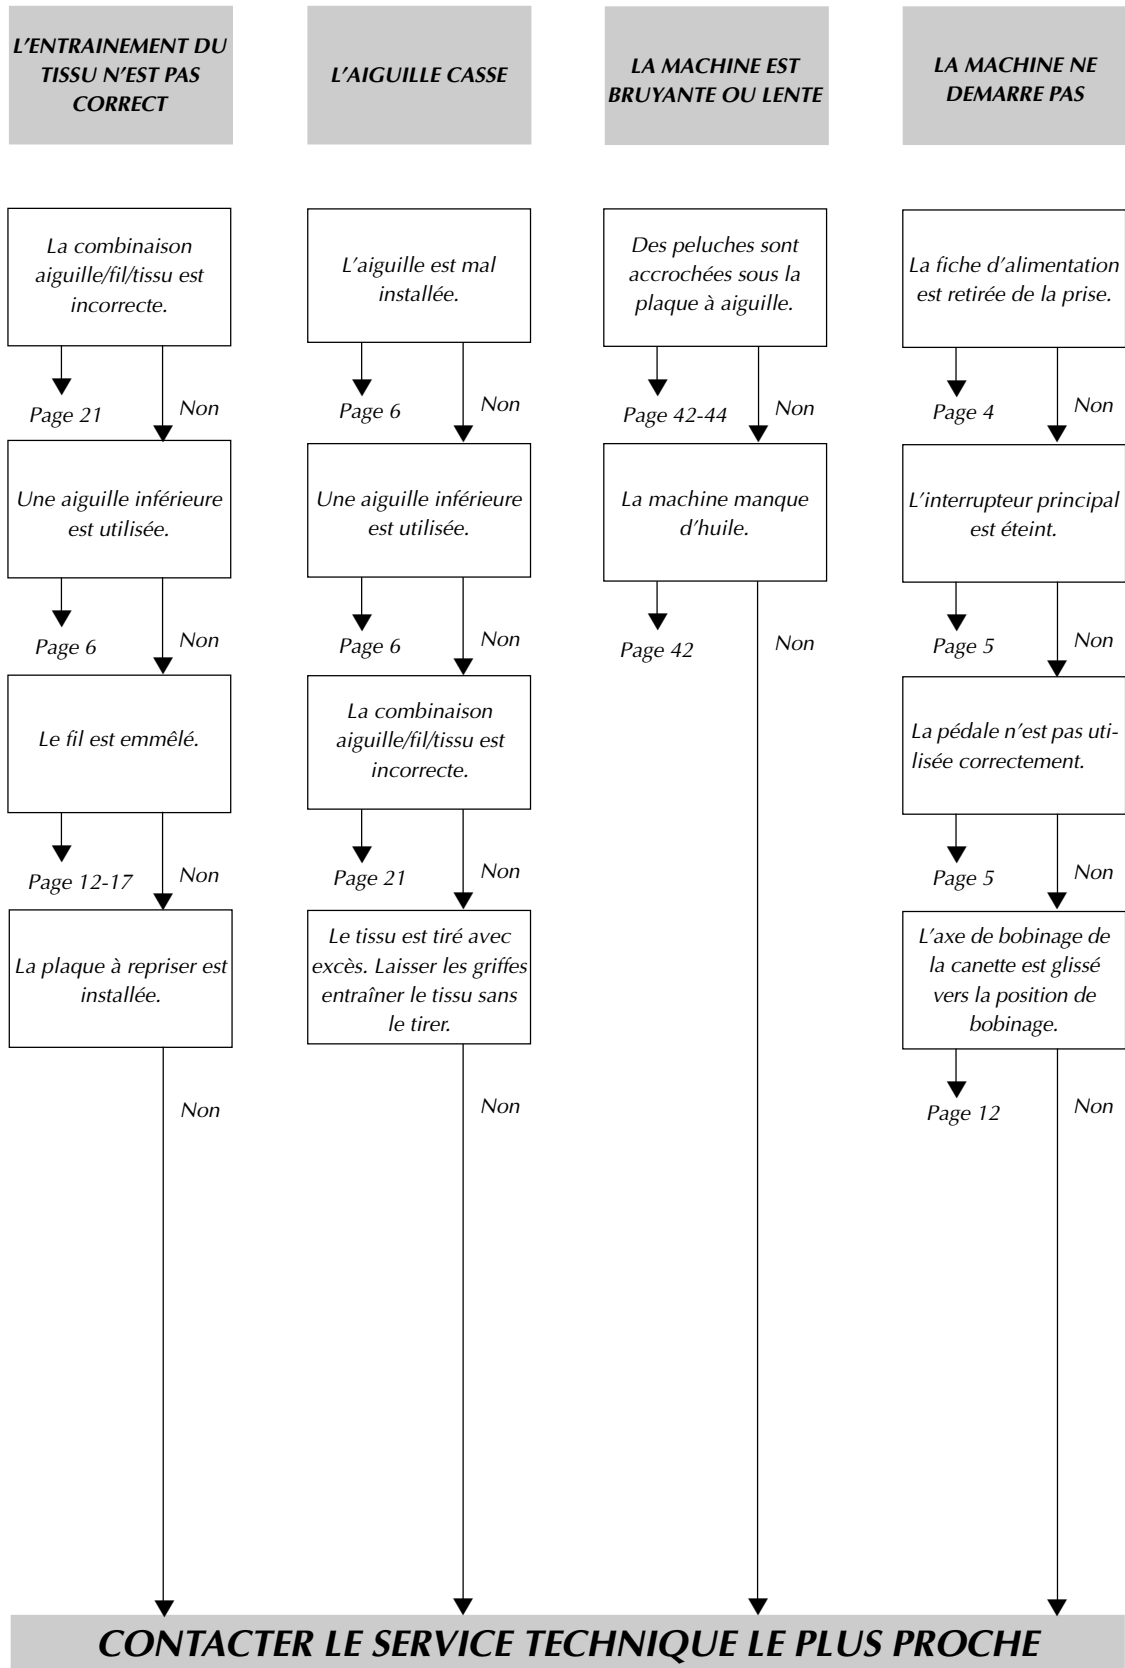 L'ENTRAINEMENT DU
TISSU N'EST PAS
CORRECT
La combinaison
aiguille/fil/tissu est
incorrecte.
Page 21
Non
Une aiguille inférieure
est utilisée.
Page 6
Non
Le fil est emmêlé.
Page 12-17
Non
La plaque à repriser est
installée.
Non
L'AIGUILLE CASSE
L'aiguille est mal
installée.
Page 6
Non
Une aiguille inférieure
est utilisée.
Page 6
Non
La combinaison
aiguille/fil/tissu est
incorrecte.
Page 21
Non
Le tissu est tiré avec
excès. Laisser les griffes
entraîner le tissu sans
le tirer.
Non
LA MACHINE EST
BRUYANTE OU LENTE
Des peluches sont
accrochées sous la
plaque à aiguille.
Page 42-44
Non
La machine manque
d'huile.
Page 42
Non
LA MACHINE NE
DEMARRE PAS
La fiche d'alimentation
est retirée de la prise.
Page 4
Non
L'interrupteur principal
est éteint.
Page 5
Non
La pédale n'est pas uti-
lisée correctement.
Page 5
Non
L'axe de bobinage de
la canette est glissé
vers la position de
bobinage.
Page 12
Non
CONTACTER LE SERVICE TECHNIQUE LE PLUS PROCHE